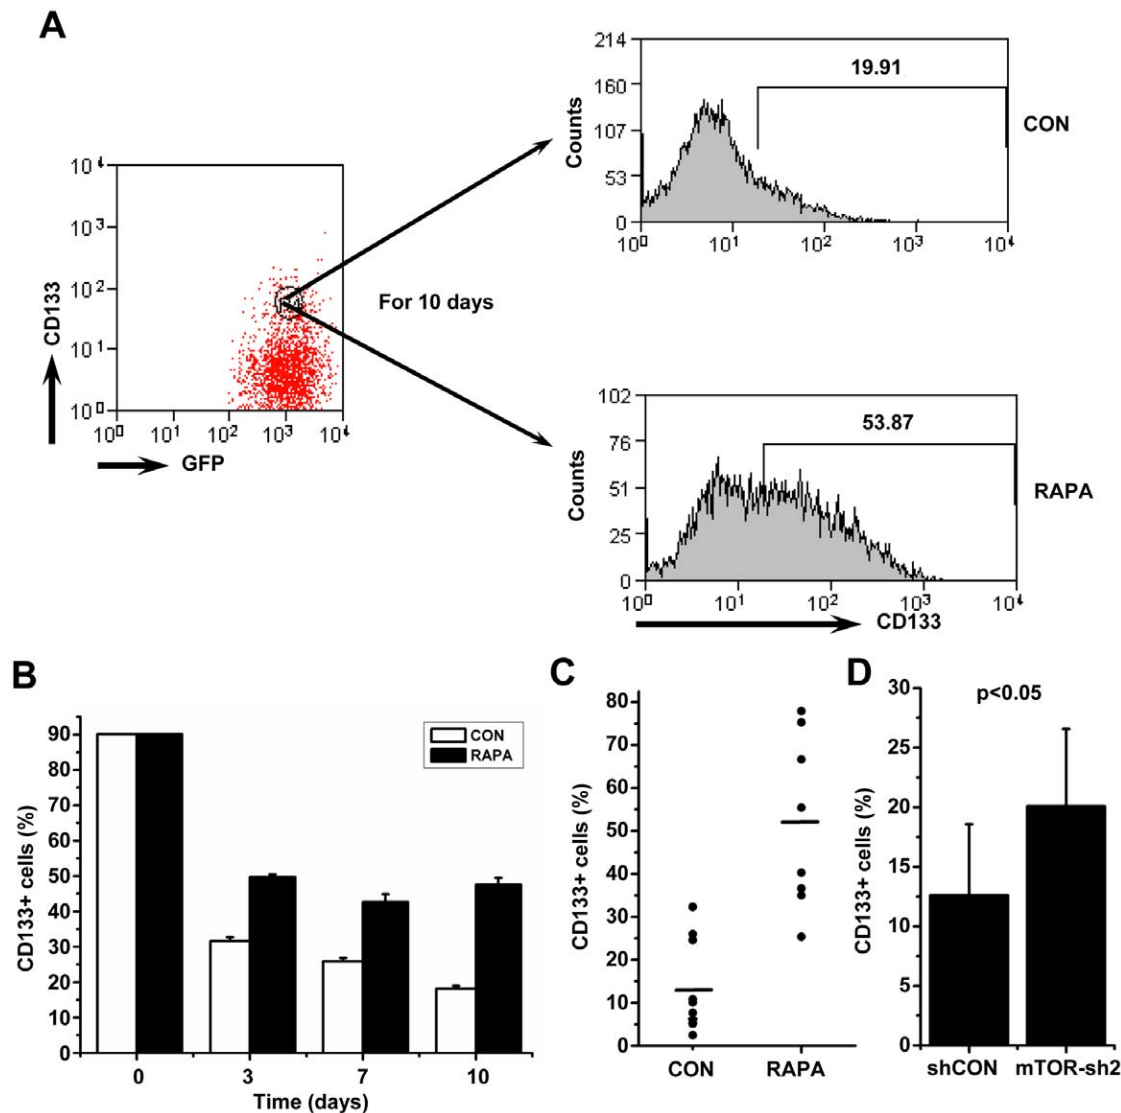 A
214
160
107
53
0
Counts
19.91
CON
10⁰ 10¹ 10² 10³ 10⁴
10⁴
10³
10²
10¹
10⁰
CD133
10⁰ 10¹ 10² 10³ 10⁴
GFP
For 10 days
102
76
51
25
0
Counts
53.87
RAPA
10⁰ 10¹ 10² 10³ 10⁴
CD133
B
90
80
70
60
50
40
30
20
10
0
CD133+ cells (%)
CON
RAPA
0 3 7 10
Time (days)
C
80
70
60
50
40
30
20
10
0
CD133+ cells (%)
CON RAPA
D
30
25
20
15
10
5
0
CD133+ cells (%)
p<0.05
shCON mTOR-sh2